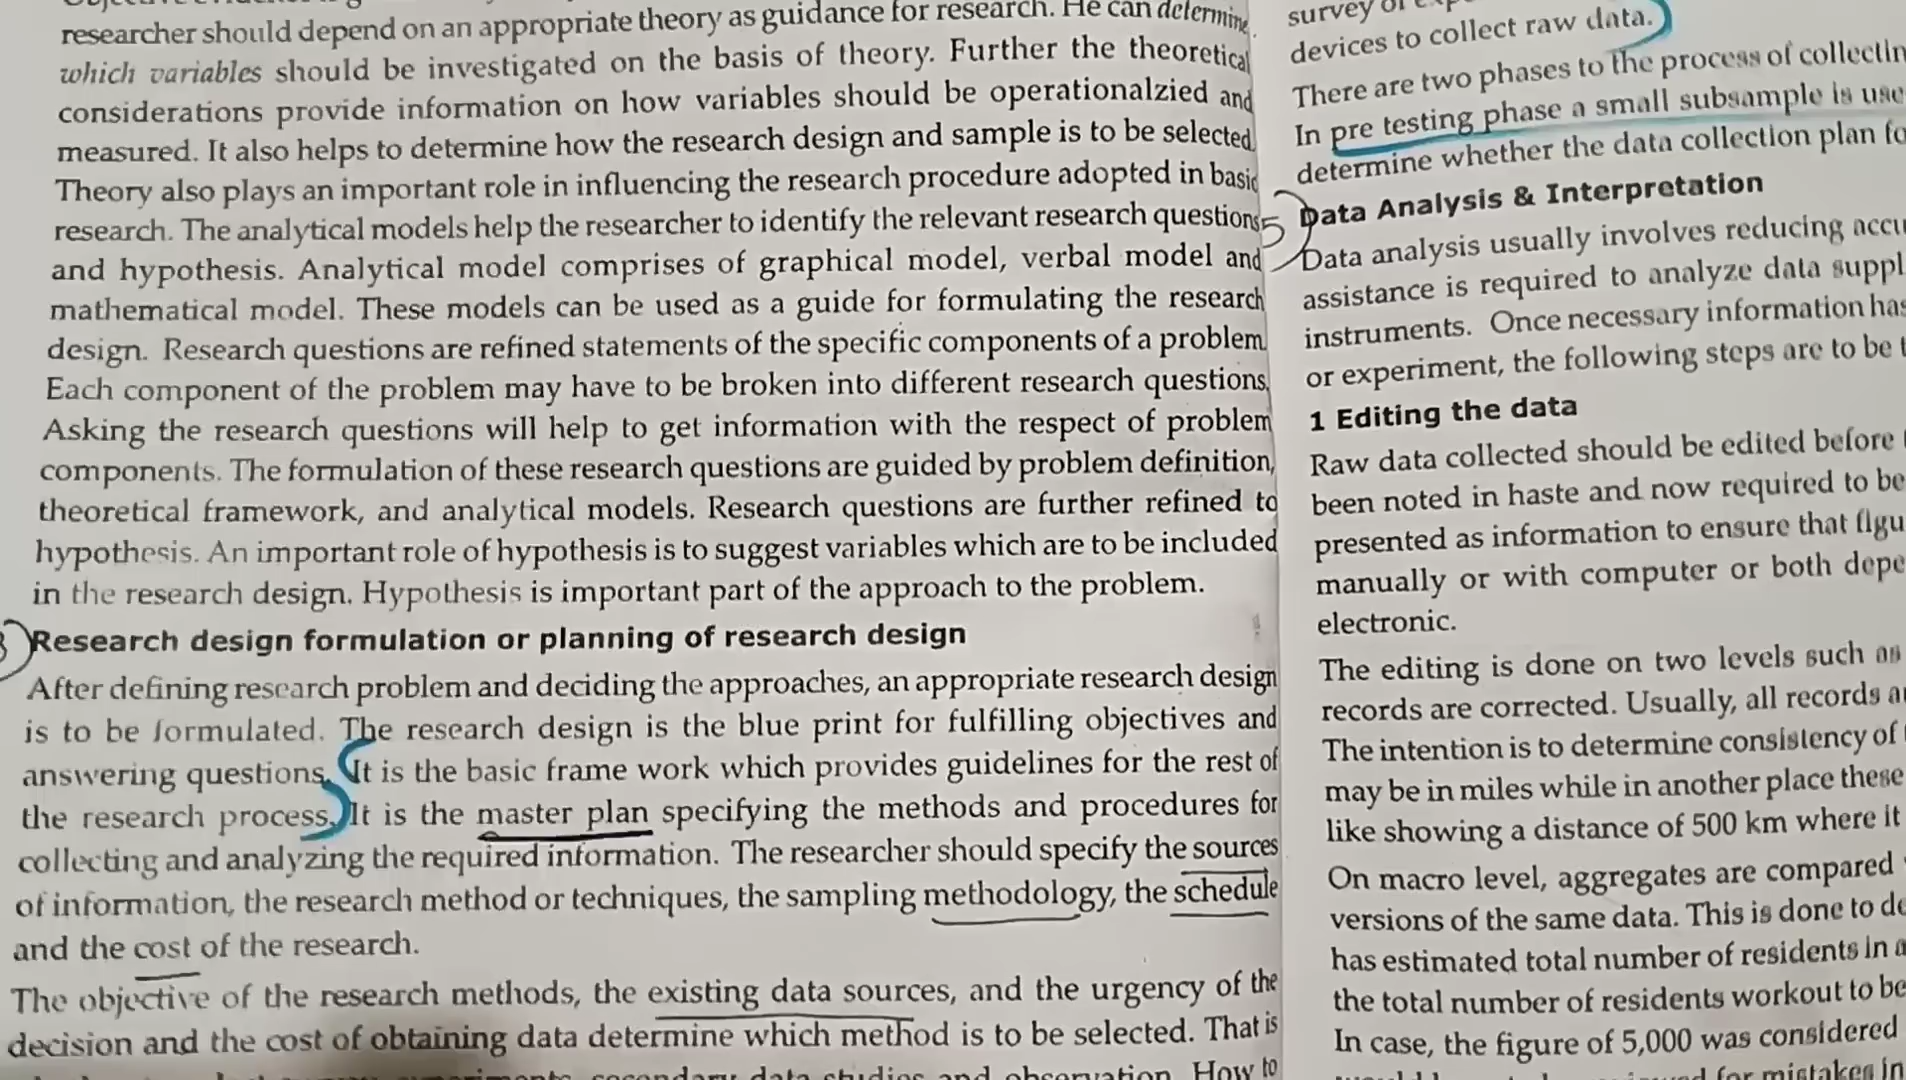 researcher should depend on an appropriate theory as guidance for research. He can determine
which variables should be investigated on the basis of theory. Further the theoretical
considerations provide information on how variables should be operationalzied and
measured. It also helps to determine how the research design and sample is to be selected.
Theory also plays an important role in influencing the research procedure adopted in basic
research. The analytical models help the researcher to identify the relevant research questions
and hypothesis. Analytical model comprises of graphical model, verbal model and
mathematical model. These models can be used as a guide for formulating the research
design. Research questions are refined statements of the specific components of a problem.
Each component of the problem may have to be broken into different research questions.
Asking the research questions will help to get information with the respect of problem
components. The formulation of these research questions are guided by problem definition,
theoretical framework, and analytical models. Research questions are further refined to
hypothesis. An important role of hypothesis is to suggest variables which are to be included
in the research design. Hypothesis is important part of the approach to the problem.
Research design formulation or planning of research design
After defining research problem and deciding the approaches, an appropriate research design
is to be formulated. The research design is the blue print for fulfilling objectives and
answering questions. It is the basic frame work which provides guidelines for the rest of
the research process. It is the master plan specifying the methods and procedures for
collecting and analyzing the required information. The researcher should specify the sources
of information, the research method or techniques, the sampling methodology, the schedule
and the cost of the research.
The objective of the research methods, the existing data sources, and the urgency of the
decision and the cost of obtaining data determine which method is to be selected. That is
secondary data studies and observation. How to
survey
devices to collect raw data.
There are two phases to the process of
In pre testing phase a small subsample is
determine whether the data collection plan
5
Data Analysis & Interpretation
Data analysis usually involves reducing
assistance is required to analyze data
instruments. Once necessary information has
or experiment, the following steps are to be
1 Editing the data
Raw data collected should be edited before
been noted in haste and now required to be
presented as information to ensure that
manually or with computer or both
electronic.
The editing is done on two levels such as
records are corrected. Usually, all records
The intention is to determine consistency of
may be in miles while in another place these
like showing a distance of 500 km where it
On macro level, aggregates are compared
versions of the same data. This is done to
has estimated total number of residents in
the total number of residents workout to be
In case, the figure of 5,000 was considered
for mistakes in